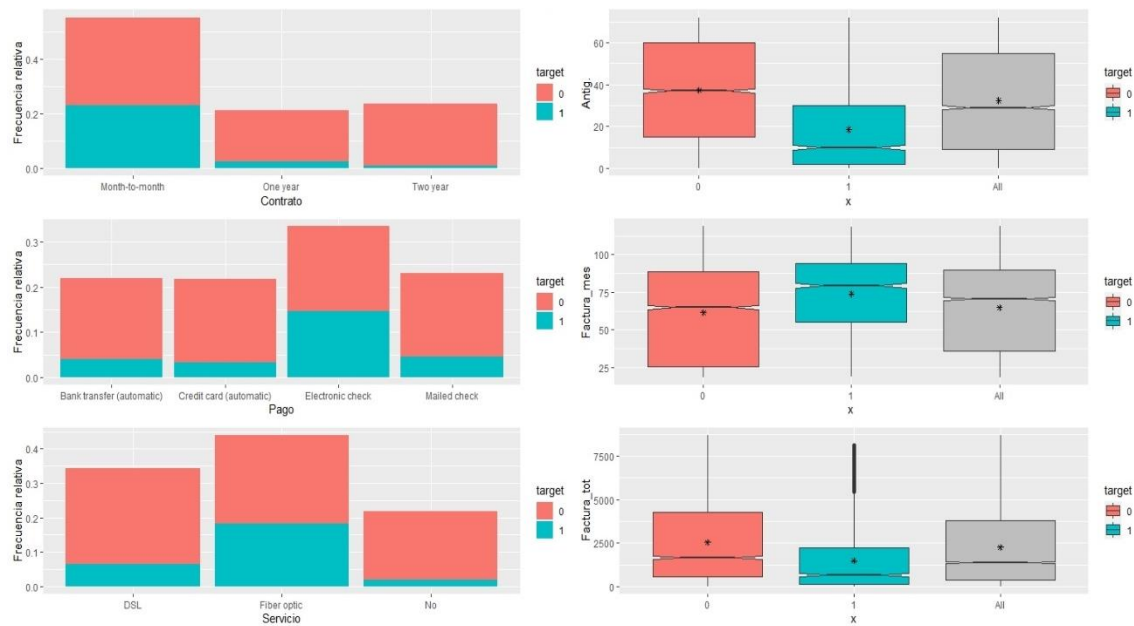 Frecuencia relativa
0.4
0.2
0.0
Month-to-month One year Two year
Contrato
target
0
1
Antig.
60
40
20
0
0 1 All
x
target
0
1
Frecuencia relativa
0.3
0.2
0.1
0.0
Bank transfer (automatic) Credit card (automatic) Electronic check Mailed check
Pago
target
0
1
Factura_mes
100
75
50
25
0 1 All
x
target
0
1
Frecuencia relativa
0.4
0.3
0.2
0.1
0.0
DSL Fiber optic No
Servicio
target
0
1
Factura_tot
7500
5000
2500
0
0 1 All
x
target
0
1